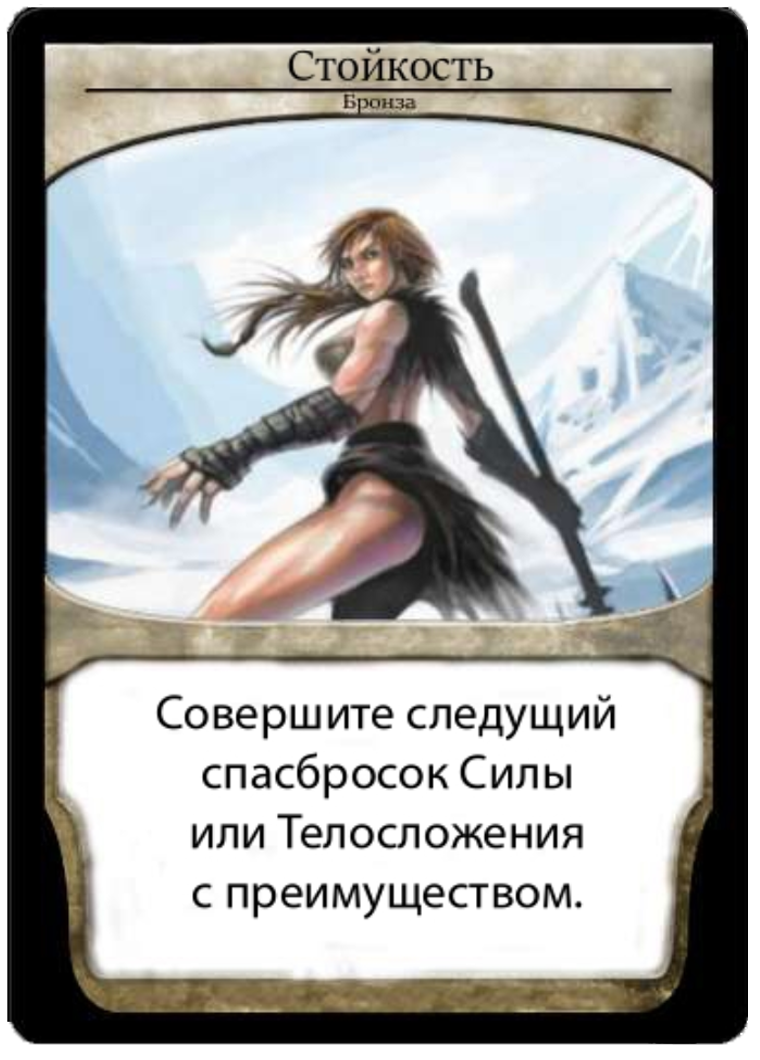 Стойкость
Бронза
Совершите следущий
спасбросок Силы
или Телосложения
с преимуществом.